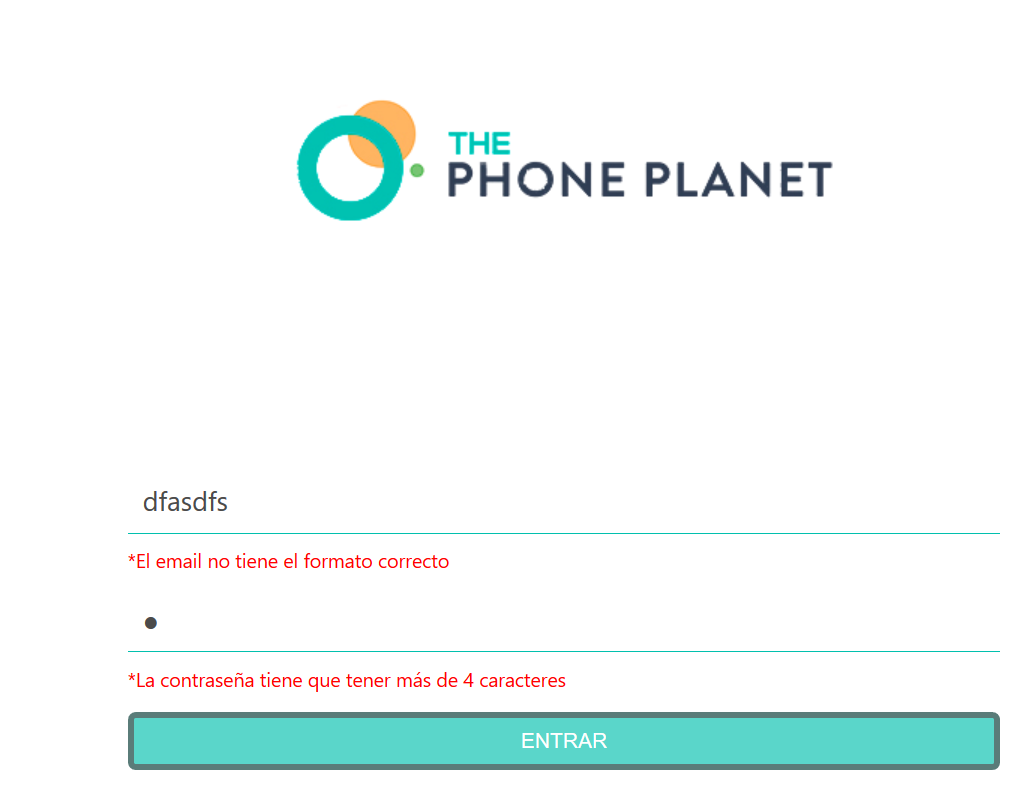 THE
PHONE PLANET
dfasdfs
*El email no tiene el formato correcto
*La contraseña tiene que tener más de 4 caracteres
ENTRAR